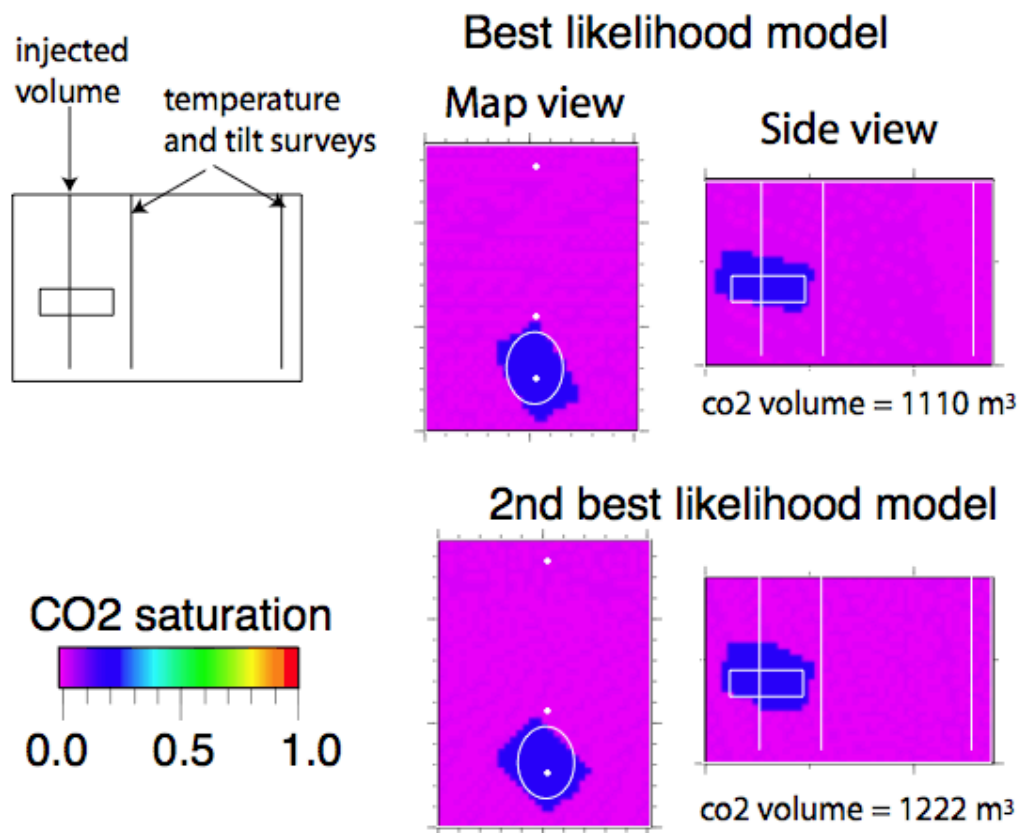 Best likelihood model
injected
volume
temperature
and tilt surveys
Map view
Side view
co2 volume = 1110 m³
2nd best likelihood model
CO2 saturation
0.0 0.5 1.0
co2 volume = 1222 m³